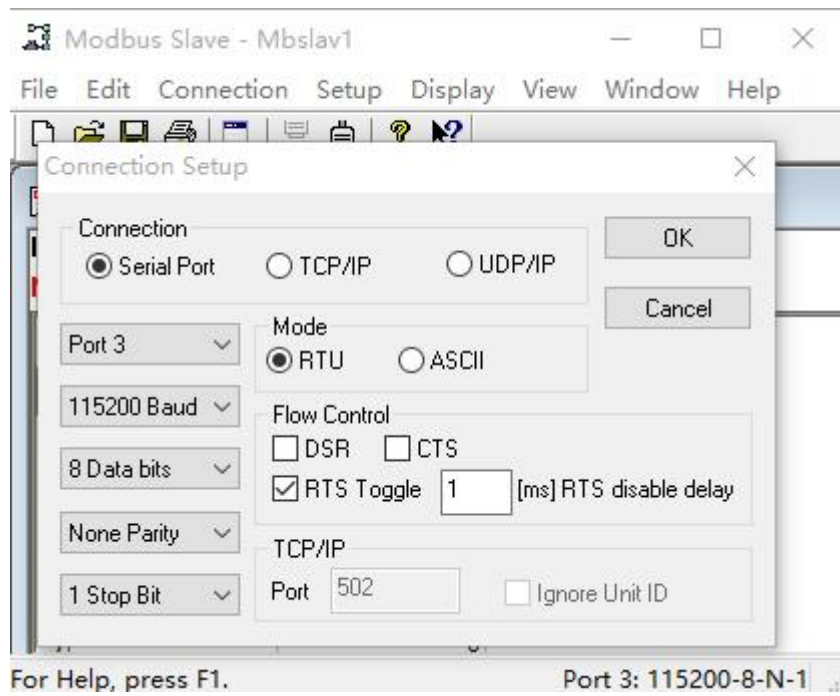 Modbus Slave - Mbslav1
File Edit Connection Setup Display View Window Help
Connection Setup
Connection
Serial Port TCP/IP UDP/IP
OK
Cancel
Port 3
Mode
RTU ASCII
115200 Baud
Flow Control
DSR CTS
8 Data bits
RTS Toggle 1 [ms] RTS disable delay
None Parity
TCP/IP
Port 502 Ignore Unit ID
1 Stop Bit
For Help, press F1. Port 3: 115200-8-N-1